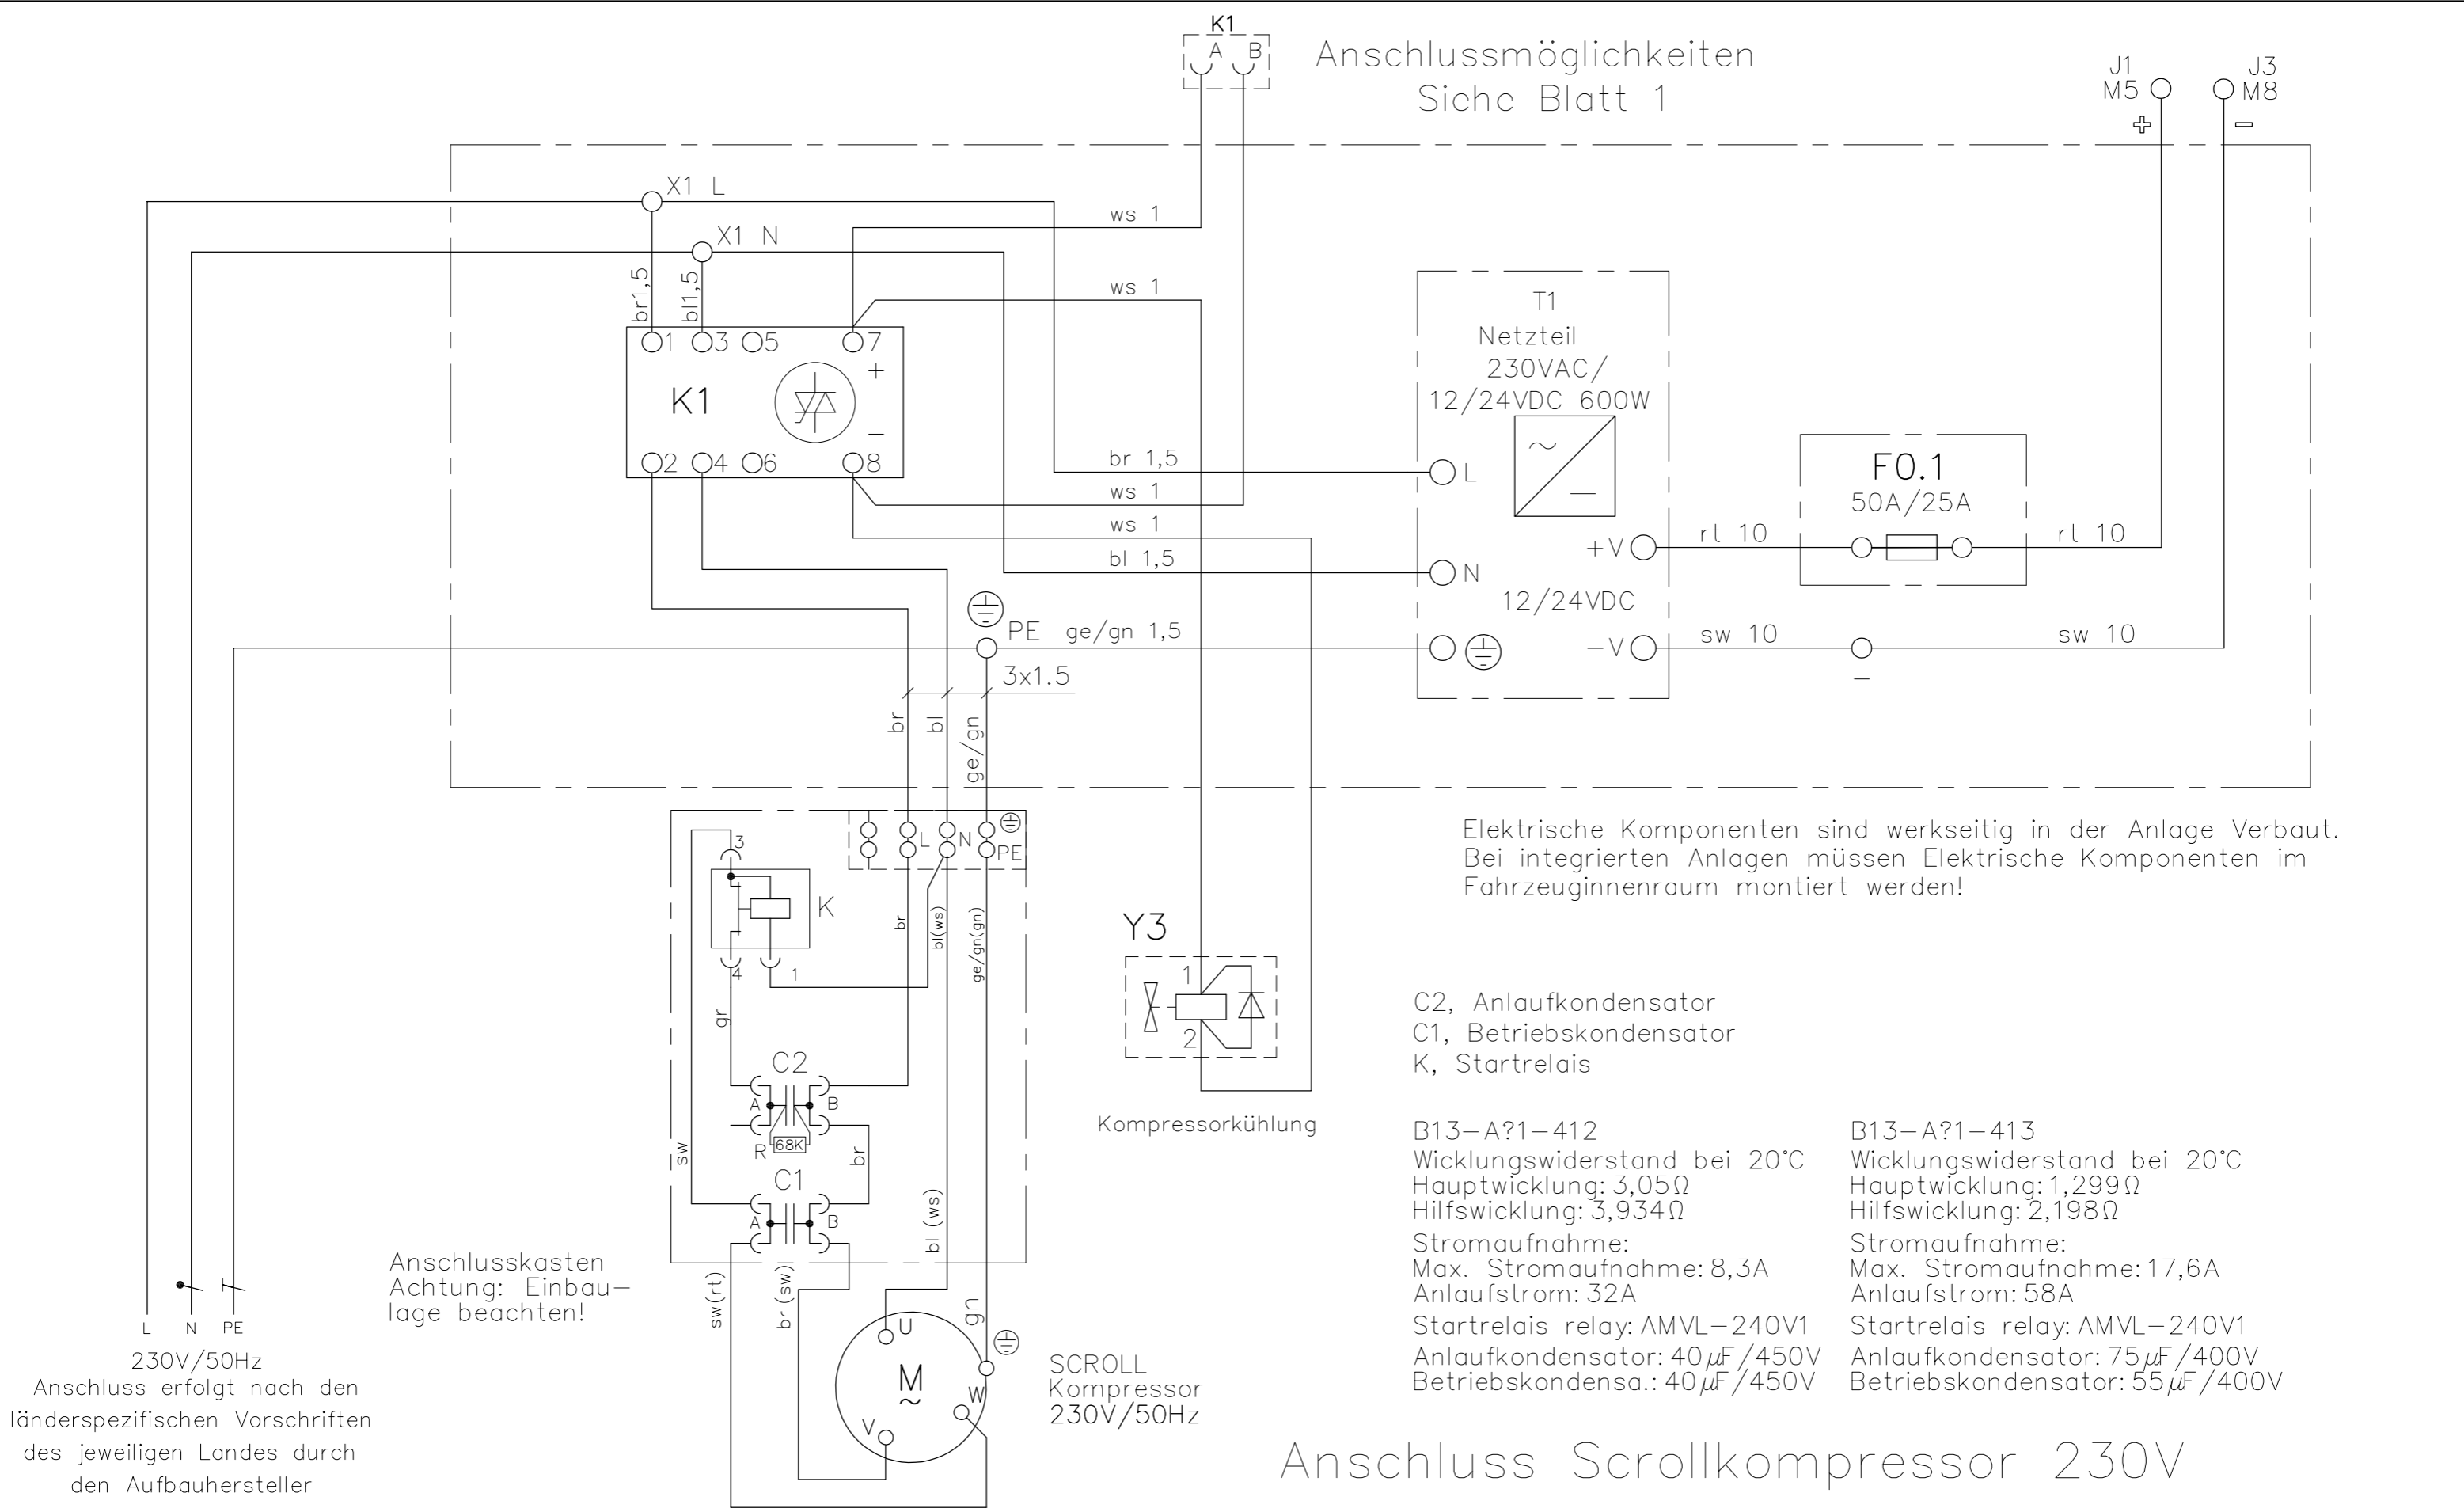 K1
A B
Anschlussmöglichkeiten
Siehe Blatt 1
J1
M5
J3
M8
+
−
X1 L
X1 N
ws 1
ws 1
br1,5
bl1,5
1
3
5
7
+
K1
−
2
4
6
8
T1
Netzteil
230VAC/
12/24VDC 600W
~
—
L
N
+V
12/24VDC
−V
br 1,5
ws 1
ws 1
bl 1,5
F0.1
50A/25A
rt 10
rt 10
sw 10
sw 10
−
PE
ge/gn 1,5
3x1.5
br
bl
ge/gn
L
N
PE
3
K
4
1
br
bl(ws)
ge/gn(gn)
gr
C2
A
B
R
68K
sw
br
C1
A
B
bl (ws)
sw(rt)
br (sw)
gn
U
M
~
W
V
SCROLL
Kompressor
230V/50Hz
Y3
1
2
Kompressorkühlung
Elektrische Komponenten sind werkseitig in der Anlage Verbaut.
Bei integrierten Anlagen müssen Elektrische Komponenten im
Fahrzeuginnenraum montiert werden!
C2, Anlaufkondensator
C1, Betriebskondensator
K, Startrelais
B13−A?1−412
Wicklungswiderstand bei 20°C
Hauptwicklung: 3,05Ω
Hilfswicklung: 3,934Ω
Stromaufnahme:
Max. Stromaufnahme: 8,3A
Anlaufstrom: 32A
Startrelais relay: AMVL−240V1
Anlaufkondensator: 40µF/450V
Betriebskondensa.: 40µF/450V
B13−A?1−413
Wicklungswiderstand bei 20°C
Hauptwicklung: 1,299Ω
Hilfswicklung: 2,198Ω
Stromaufnahme:
Max. Stromaufnahme: 17,6A
Anlaufstrom: 58A
Startrelais relay: AMVL−240V1
Anlaufkondensator: 75µF/400V
Betriebskondensator: 55µF/400V
Anschlusskasten
Achtung: Einbau−
lage beachten!
L N PE
230V/50Hz
Anschluss erfolgt nach den
länderspezifischen Vorschriften
des jeweiligen Landes durch
den Aufbauhersteller
Anschluss Scrollkompressor 230V